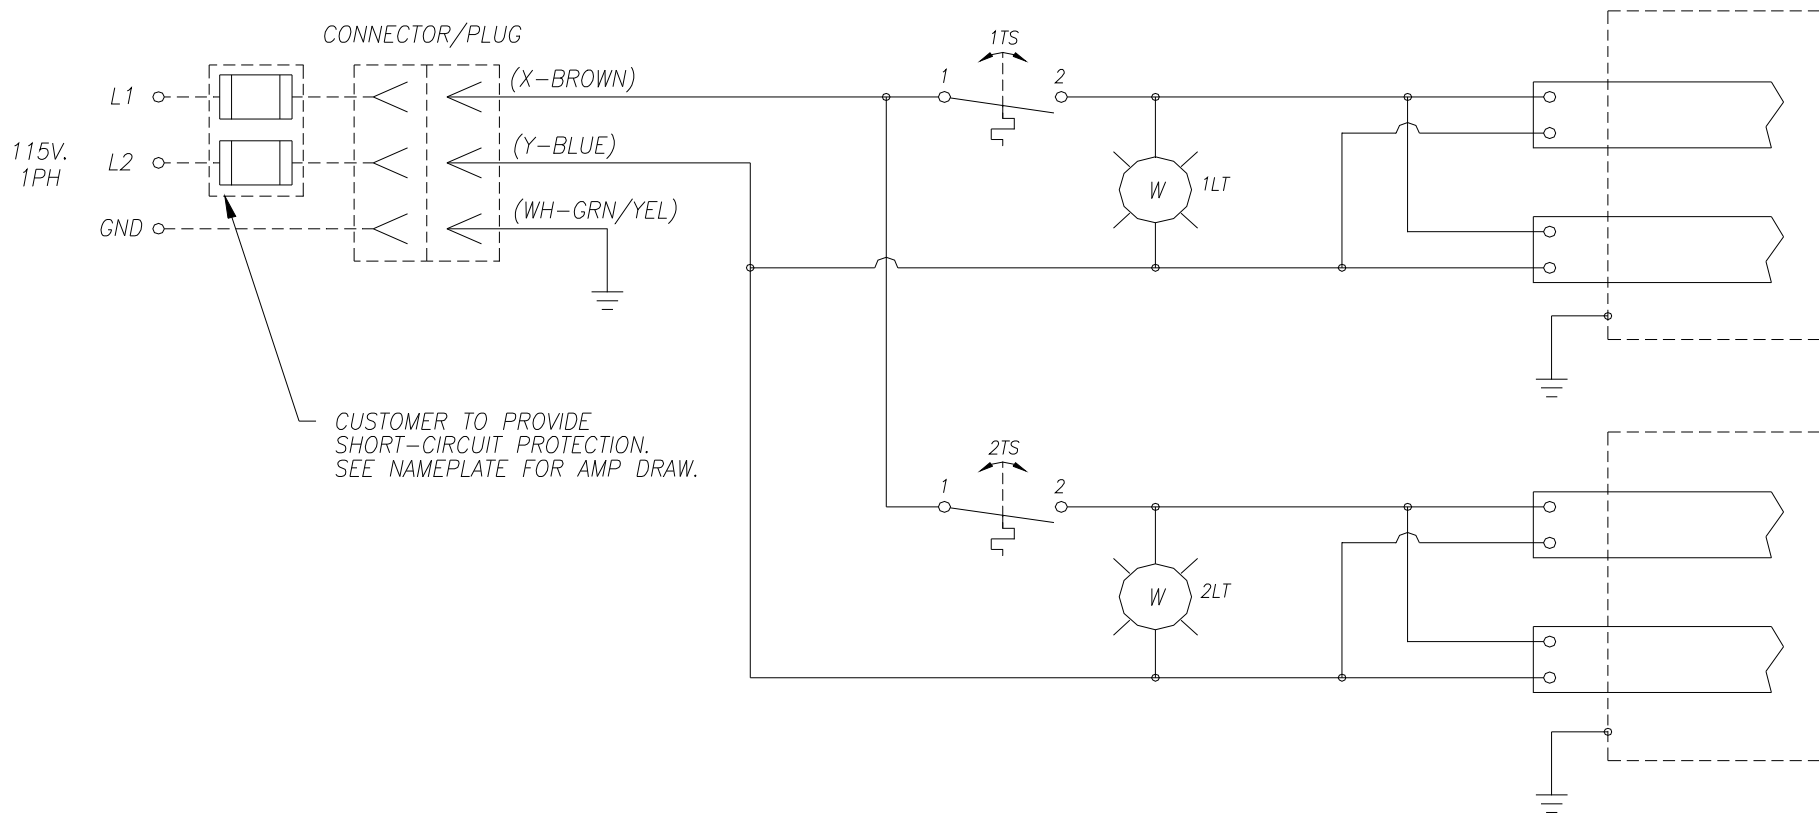 CONNECTOR/PLUG
L1
(X-BROWN)
115V.
1PH
L2
(Y-BLUE)
GND
(WH-GRN/YEL)
CUSTOMER TO PROVIDE
SHORT-CIRCUIT PROTECTION.
SEE NAMEPLATE FOR AMP DRAW.
1TS
1
2
W
1LT
2TS
1
2
W
2LT